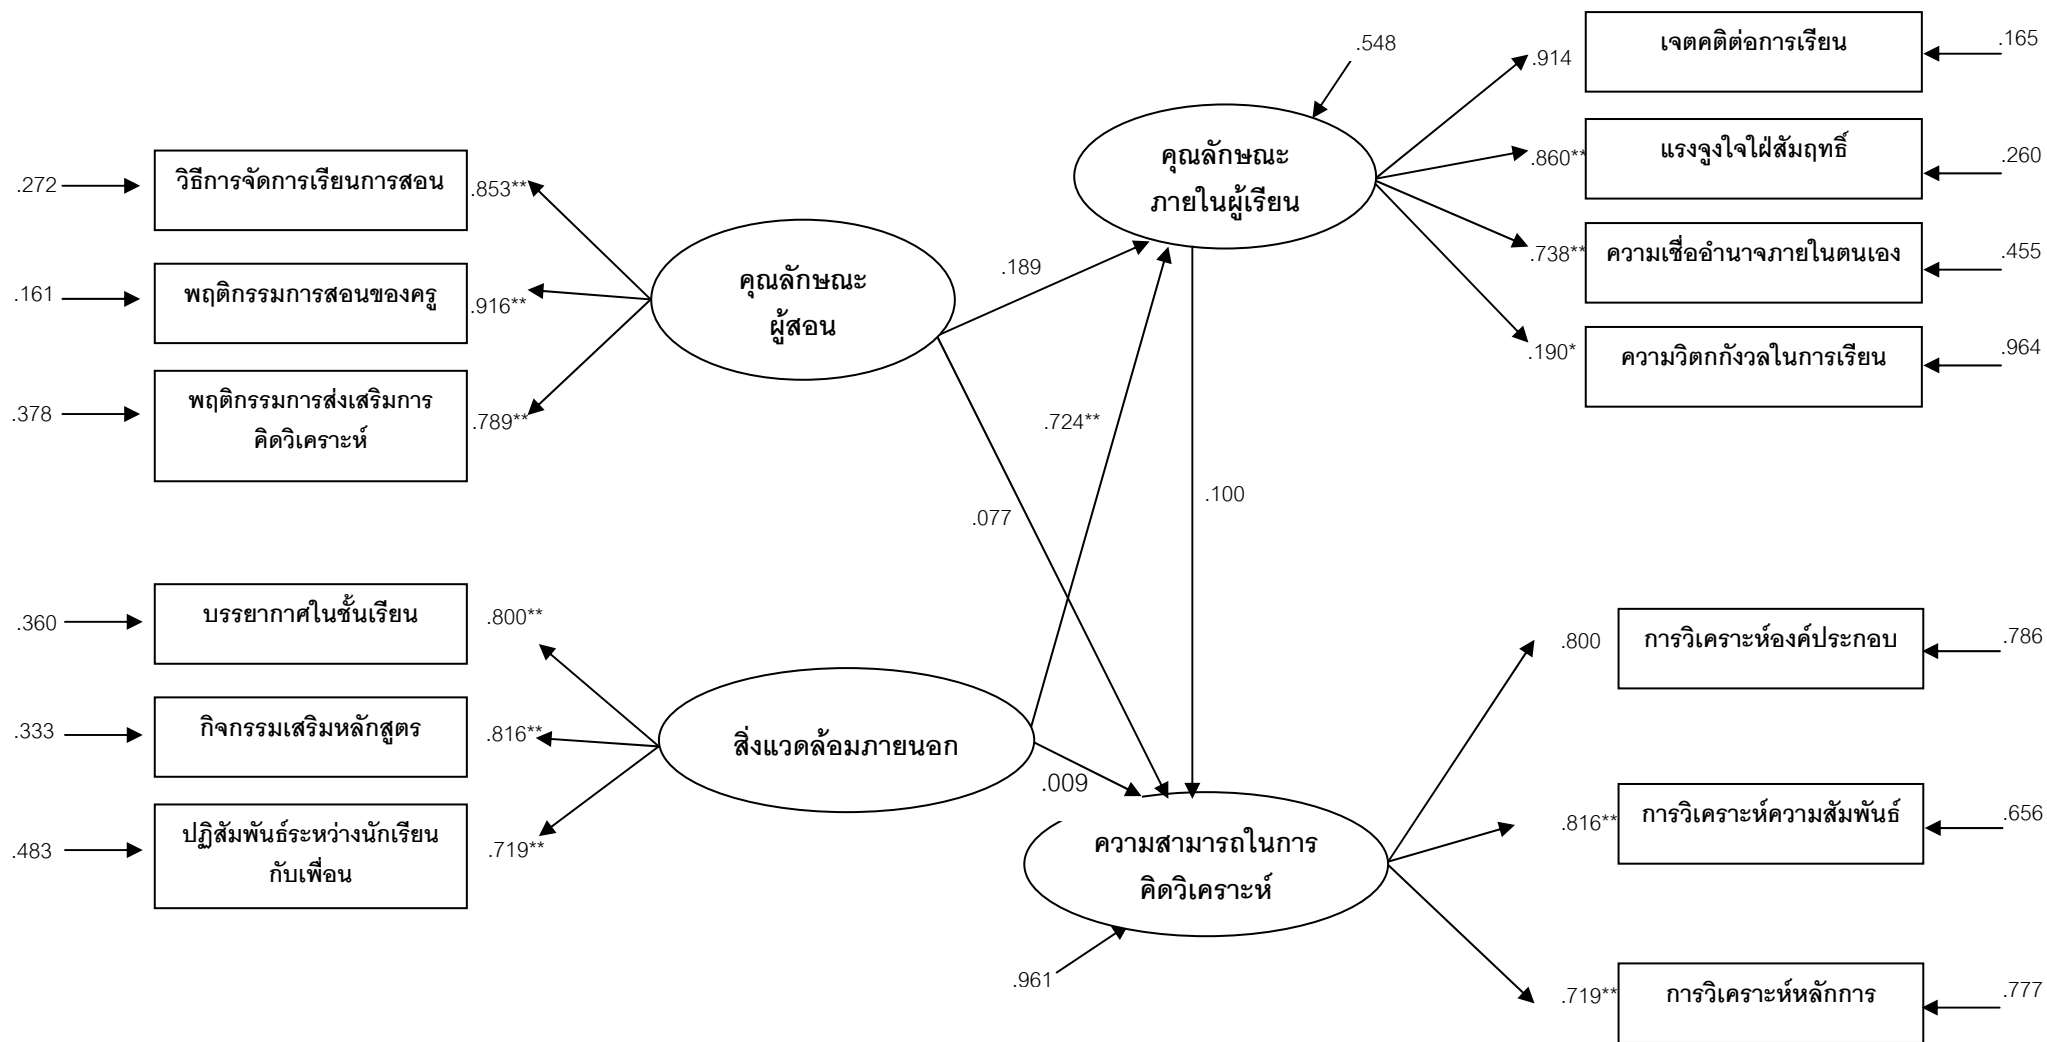 .548
.914
เจตคติต่อการเรียน
.165
.860**
แรงจูงใจใฝ่สัมฤทธิ์
.260
.738**
ความเชื่ออำนาจภายในตนเอง
.455
.190*
ความวิตกกังวลในการเรียน
.964
คุณลักษณะ
ภายในผู้เรียน
.272
วิธีการจัดการเรียนการสอน
.853**
.161
พฤติกรรมการสอนของครู
.916**
.378
พฤติกรรมการส่งเสริมการ
คิดวิเคราะห์
.789**
คุณลักษณะ
ผู้สอน
.189
.724**
.077
.100
.360
บรรยากาศในชั้นเรียน
.800**
.333
กิจกรรมเสริมหลักสูตร
.816**
.483
ปฏิสัมพันธ์ระหว่างนักเรียน
กับเพื่อน
.719**
สิ่งแวดล้อมภายนอก
.009
ความสามารถในการ
คิดวิเคราะห์
.961
.800
การวิเคราะห์องค์ประกอบ
.786
.816**
การวิเคราะห์ความสัมพันธ์
.656
.719**
การวิเคราะห์หลักการ
.777